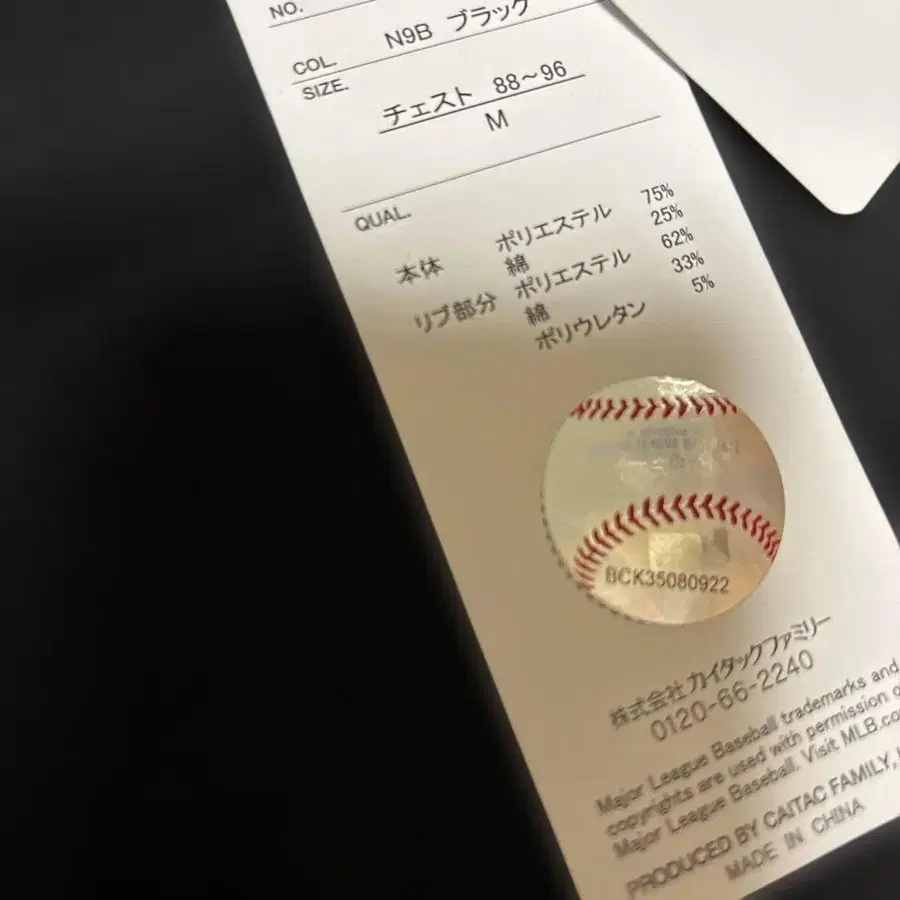 NO.
COL. N9B ブラック
SIZE.
チェスト 88~96
M
QUAL.
本体 ポリエステル 75%
綿 25%
リブ部分 ポリエステル 62%
綿 33%
ポリウレタン 5%
BCK35080922
株式会社カイタックファミリー
0120-66-2240
Major League Baseball trademarks and
copyrights are used with permission o
Major League Baseball. Visit MLB.co
PRODUCED BY CAITAC FAMILY,
MADE IN CHINA